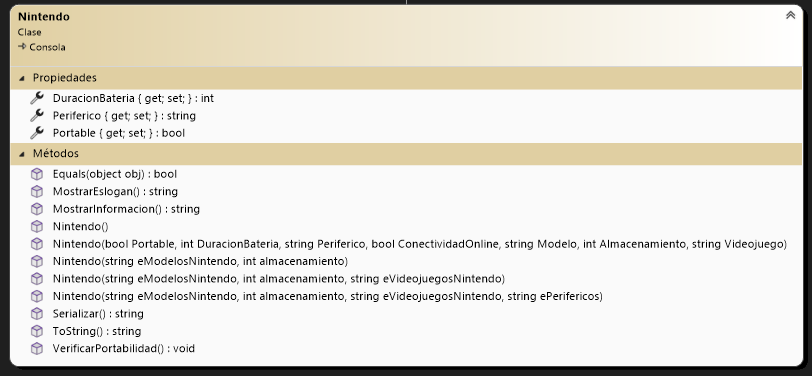 Nintendo
Clase
Consola
Propiedades
DuracionBateria { get; set; } : int
Periferico { get; set; } : string
Portable { get; set; } : bool
Métodos
Equals(object obj) : bool
MostrarEslogan() : string
MostrarInformacion() : string
Nintendo()
Nintendo(bool Portable, int DuracionBateria, string Periferico, bool ConectividadOnline, string Modelo, int Almacenamiento, string Videojuego)
Nintendo(string eModelosNintendo, int almacenamiento)
Nintendo(string eModelosNintendo, int almacenamiento, string eVideojuegosNintendo)
Nintendo(string eModelosNintendo, int almacenamiento, string eVideojuegosNintendo, string ePerifericos)
Serializar() : string
ToString() : string
VerificarPortabilidad() : void